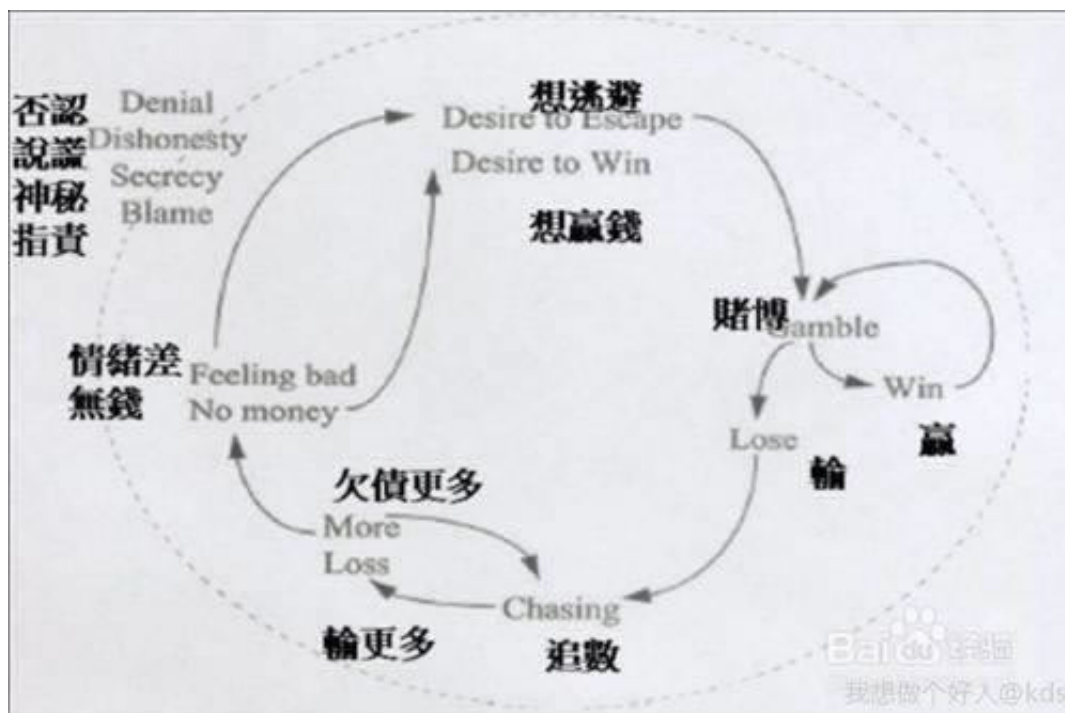 否認
說謊
神秘
指責
Denial
Dishonesty
Secrecy
Blame
想逃避
Desire to Escape
Desire to Win
想贏錢
賭博
Gamble
Win
贏
Lose
輸
情緒差
無錢
Feeling bad
No money
欠債更多
More
Loss
輸更多
Chasing
追數
Bai
我想做个好人@kds